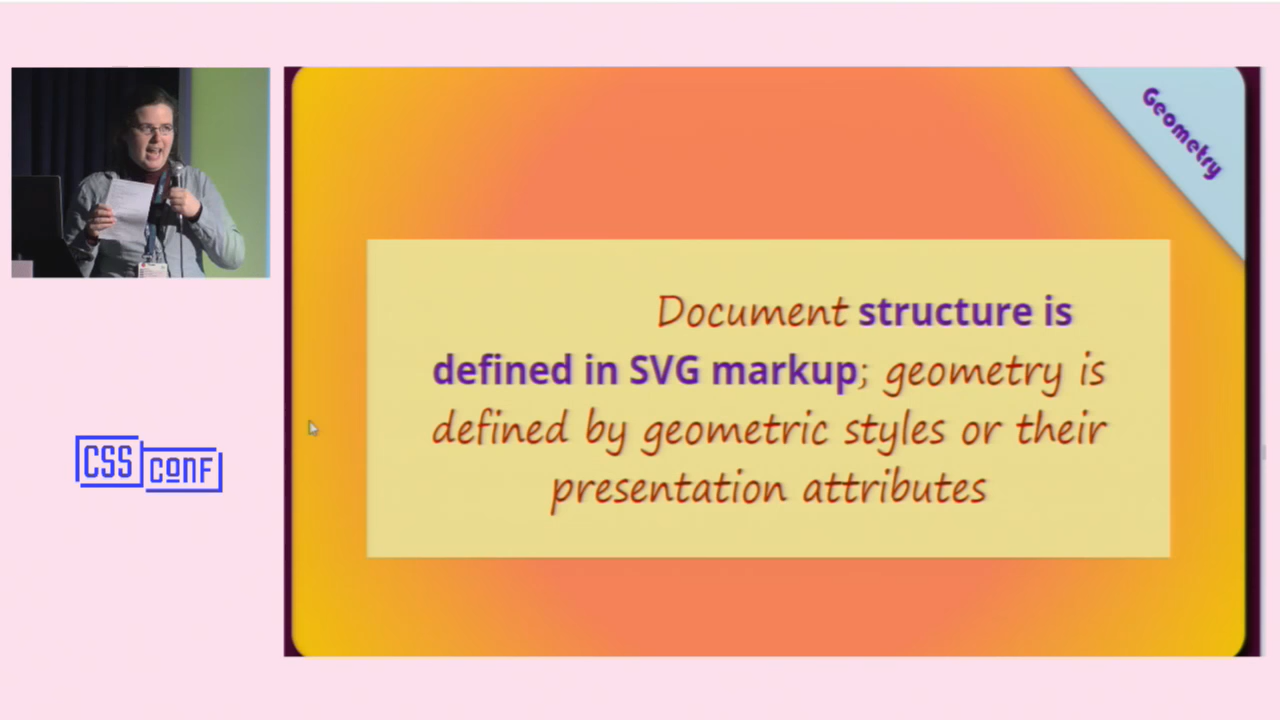 Geometry
Document structure is
defined in SVG markup; geometry is
defined by geometric styles or their
presentation attributes
CSS
CONF